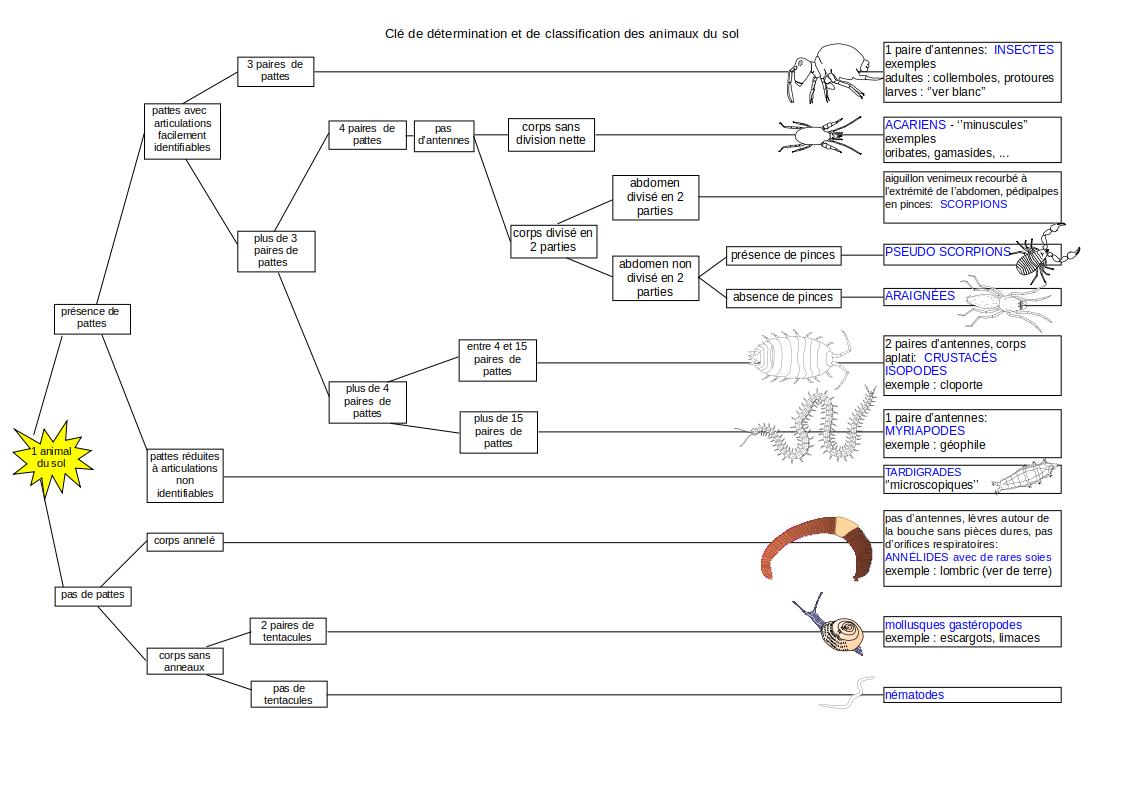 Clé de détermination et de classification des animaux du sol
3 paires de
pattes
1 paire d'antennes: INSECTES
exemples
adultes : collemboles, protoures
larves : "ver blanc"
pattes avec
articulations
facilement
identifiables
4 paires de
pattes
pas
d'antennes
corps sans
division nette
ACARIENS - ‘'minuscules"
exemples
oribates, gamasides, ...
abdomen
divisé en 2
parties
aiguillon venimeux recourbé à
l'extrémité de l'abdomen, pédipalpes
en pinces: SCORPIONS
plus de 3
paires de
pattes
corps divisé en
2 parties
abdomen non
divisé en 2
parties
présence de pinces
PSEUDO SCORPIONS
absence de pinces
ARAIGNÉES
présence de
pattes
entre 4 et 15
paires de
pattes
2 paires d'antennes, corps
aplati: CRUSTACÉS
ISOPODES
exemple : cloporte
plus de 4
paires de
pattes
plus de 15
paires de
pattes
1 paire d'antennes:
MYRIAPODES
exemple : géophile
1 animal
du sol
pattes réduites
à articulations
non
identifiables
TARDIGRADES
"microscopiques''
corps annelé
pas d'antennes, lèvres autour de
la bouche sans pièces dures, pas
d'orifices respiratoires:
ANNÉLIDES avec de rares soies
exemple : lombric (ver de terre)
pas de pattes
2 paires de
tentacules
mollusques gastéropodes
exemple : escargots, limaces
corps sans
anneaux
pas de
tentacules
nématodes